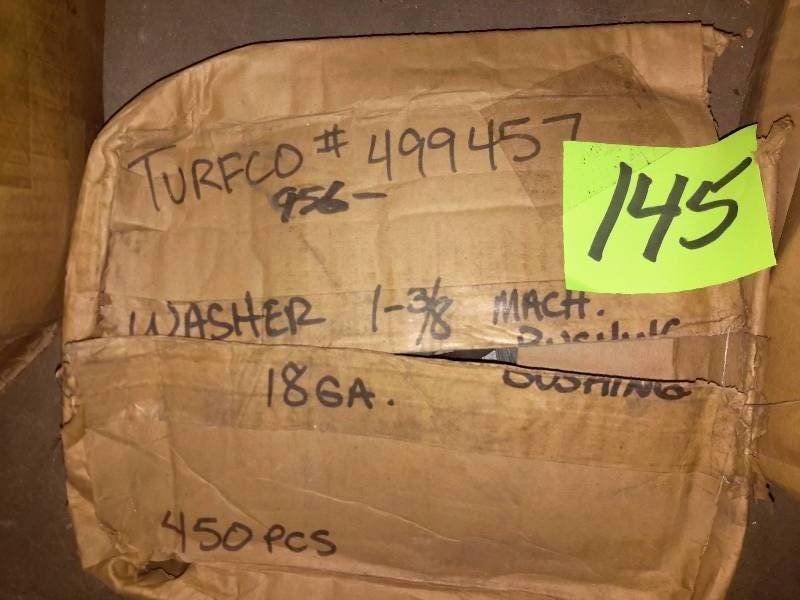 TURFCO # 499457
956-
145
WASHER 1-3/8 MACH.
BUSHING
18GA. BUSHING
450 PCS